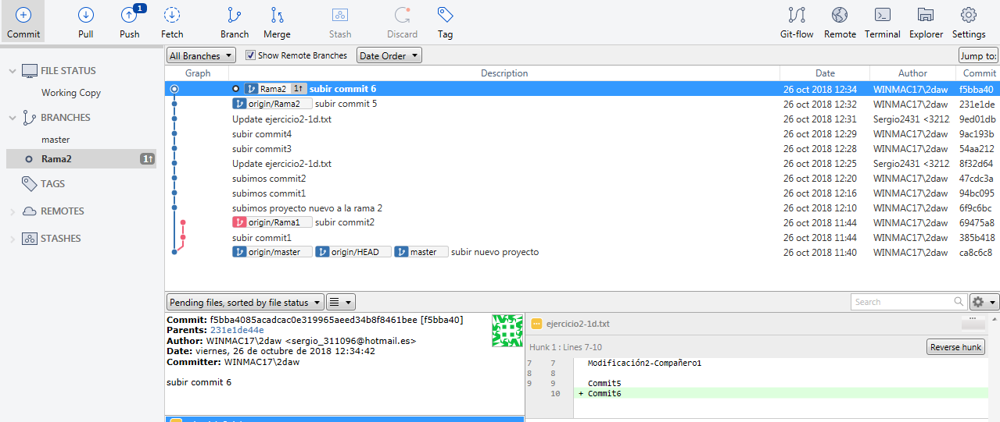 1
Commit Pull Push Fetch Branch Merge Stash Discard Tag Git-flow Remote Terminal Explorer Settings
All Branches Show Remote Branches Date Order Jump to:
Graph Description Date Author Commit
Rama2 1↑ subir commit 6 26 oct 2018 12:34 WINMAC17\2daw f5bba40
origin/Rama2 subir commit 5 26 oct 2018 12:32 WINMAC17\2daw 231e1de
Update ejercicio2-1d.txt 26 oct 2018 12:31 Sergio2431 <3212 9ed01db
subir commit4 26 oct 2018 12:29 WINMAC17\2daw 9ac193b
subir commit3 26 oct 2018 12:28 WINMAC17\2daw 54aa212
Update ejercicio2-1d.txt 26 oct 2018 12:25 Sergio2431 <3212 8f32d64
subimos commit2 26 oct 2018 12:20 WINMAC17\2daw 47cdc3a
subimos commit1 26 oct 2018 12:16 WINMAC17\2daw 94bc095
subimos proyecto nuevo a la rama 2 26 oct 2018 12:10 WINMAC17\2daw 6f9c6bc
origin/Rama1 subir commit2 26 oct 2018 11:44 WINMAC17\2daw 69475a8
subir commit1 26 oct 2018 11:44 WINMAC17\2daw 385b418
origin/master origin/HEAD master subir nuevo proyecto 26 oct 2018 11:40 WINMAC17\2daw ca8c6c8
FILE STATUS
Working Copy
BRANCHES
master
Rama2 1↑
TAGS
REMOTES
STASHES
Pending files, sorted by file status Search
Commit: f5bba4085acadcac0e319965aeed34b8f8461bee [f5bba40]
Parents: 231e1de44e
Author: WINMAC17\2daw <sergio_311096@hotmail.es>
Date: viernes, 26 de octubre de 2018 12:34:42
Committer: WINMAC17\2daw
subir commit 6
ejercicio2-1d.txt
Hunk 1 : Lines 7-10 Reverse hunk
7 7 Modificación2-Compañero1
8 8
9 9 Commit5
10 + Commit6